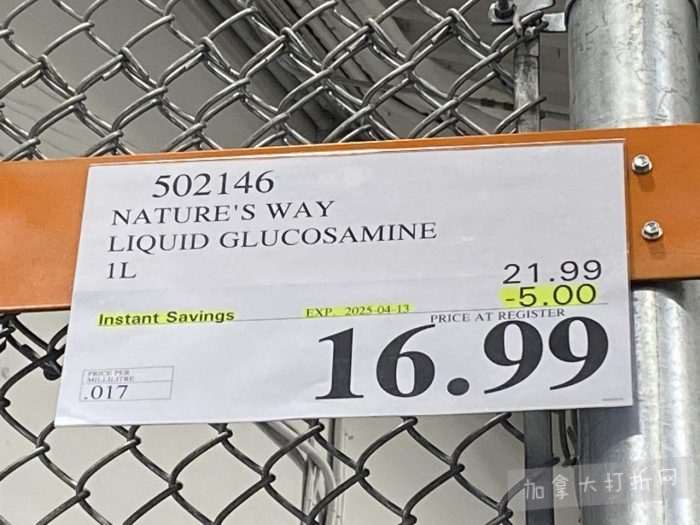 502146
NATURE'S WAY
LIQUID GLUCOSAMINE
1L
21.99
-5.00
Instant Savings
EXP. 2025-04-13
PRICE AT REGISTER
16.99
PRICE PER
MILLILITRE
.017
加拿大打折网